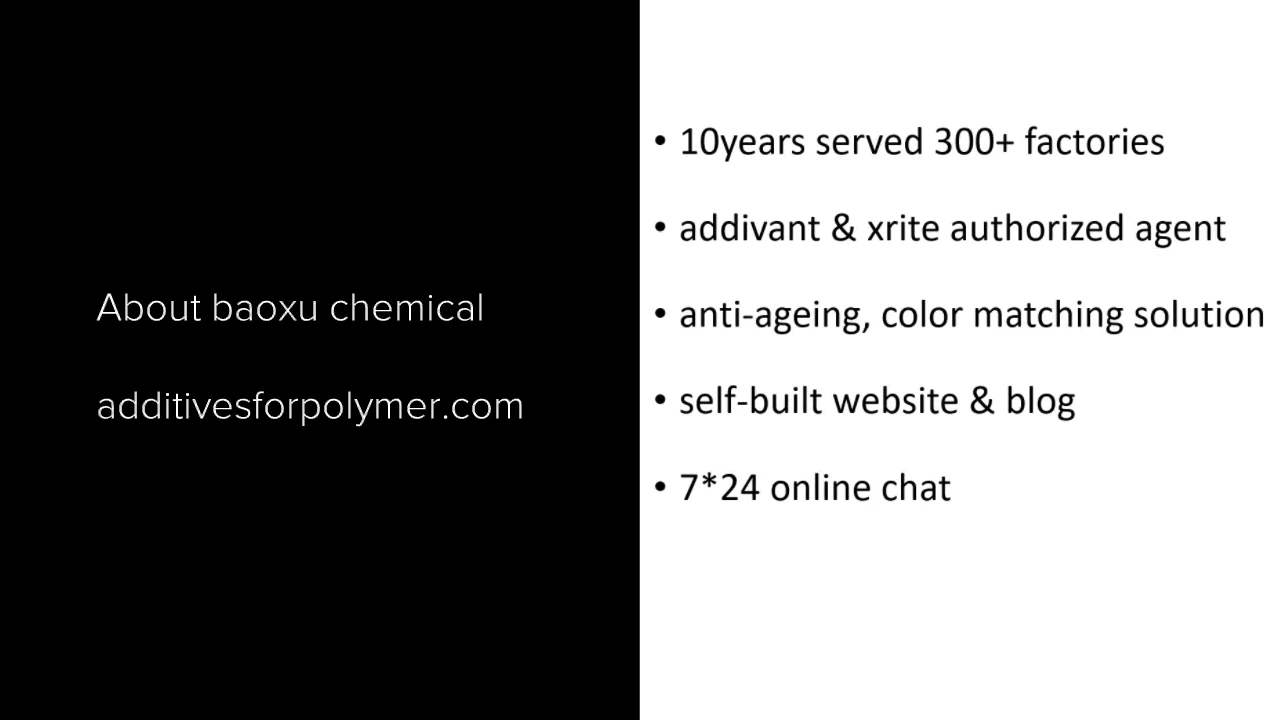 About baoxu chemical
additivesforpolymer.com
• 10years served 300+ factories
• addivant & xrite authorized agent
• anti-ageing, color matching solution
• self-built website & blog
• 7*24 online chat